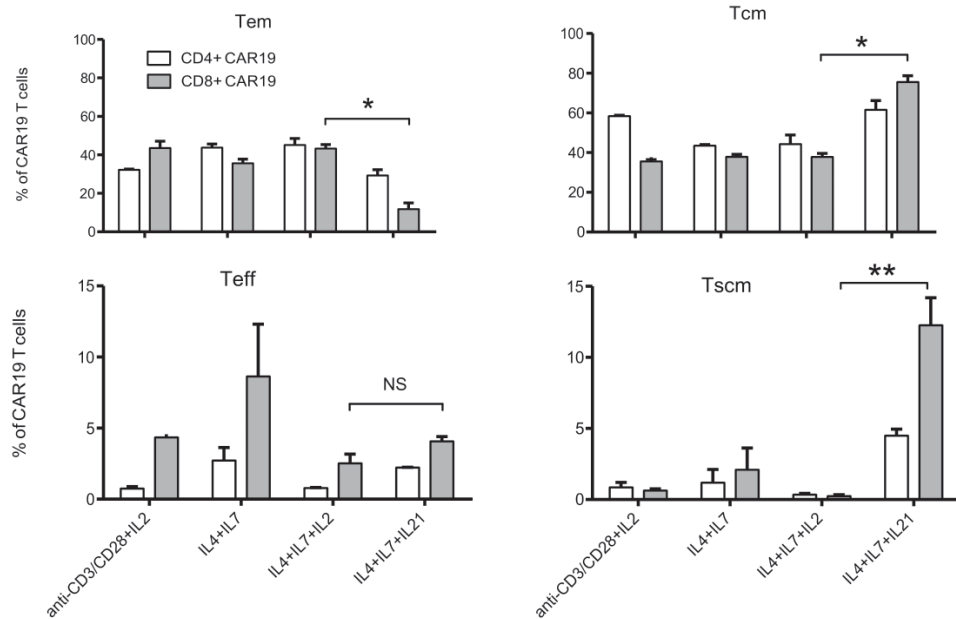 Tem
Tcm
% of CAR19 T cells
100
80
60
40
20
0
CD4+ CAR19
CD8+ CAR19
*
100
80
60
40
20
0
*
Teff
Tscm
% of CAR19 T cells
15
10
5
0
NS
15
10
5
0
**
anti-CD3/CD28+IL2
IL4+IL7
IL4+IL7+IL2
IL4+IL7+IL21
anti-CD3/CD28+IL2
IL4+IL7
IL4+IL7+IL2
IL4+IL7+IL21